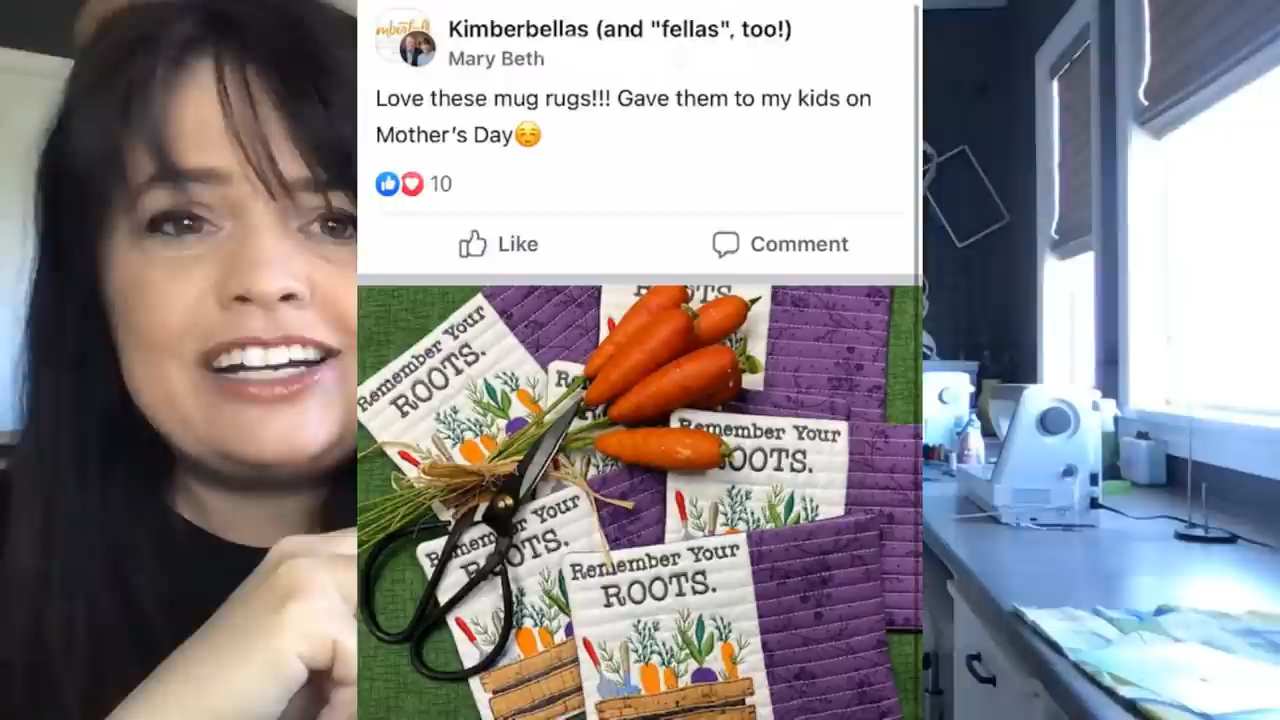 Kimberbellas (and "fellas", too!)
Mary Beth
Love these mug rugs!!! Gave them to my kids on
Mother's Day☺️
10
Like
Comment
ROOTS
Remember Your
ROOTS.
Remember Your
ROOTS.
Your
ROOTS.
Remember Your
ROOTS.